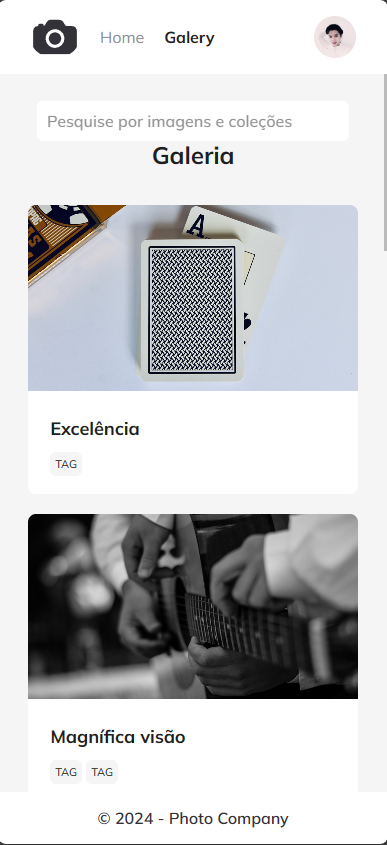 Home Galery
Pesquise por imagens e coleções
Galeria
A
Excelência
TAG
Magnífica visão
TAG TAG
© 2024 - Photo Company